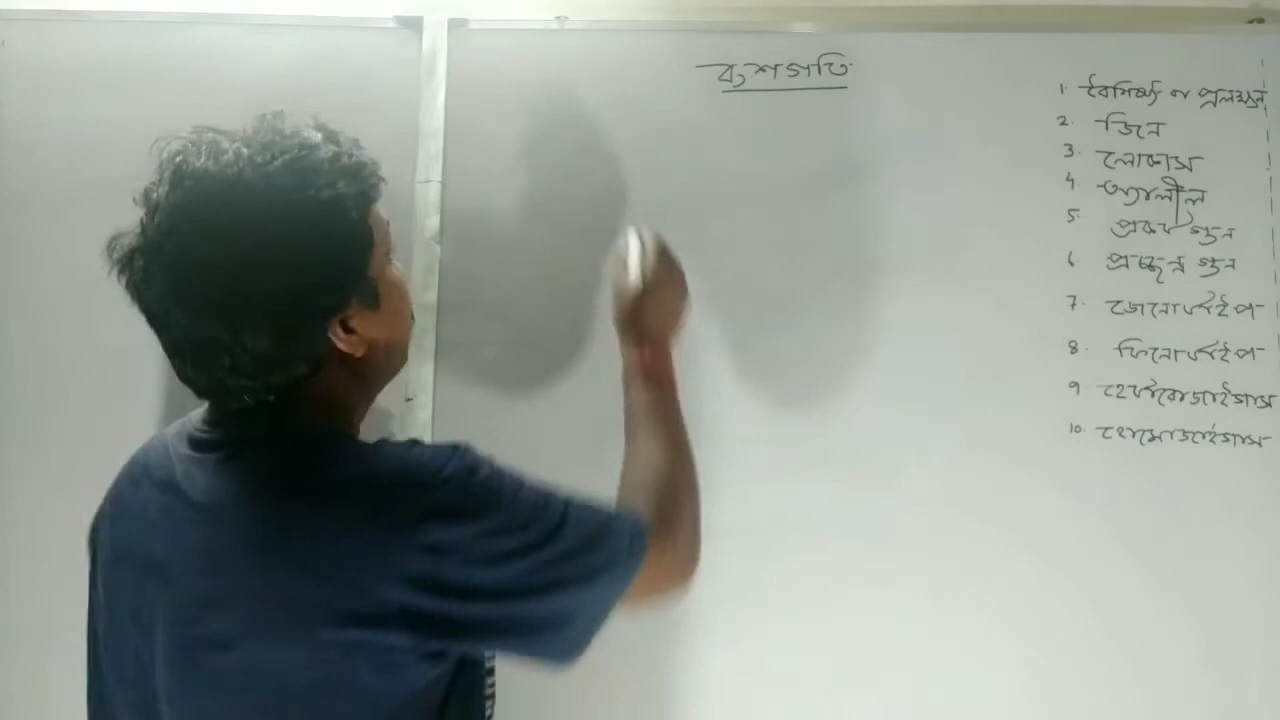 বংশগতি
1. বৈশিষ্ট্য বা প্রলক্ষণ
2. জিন
3. লোকাস
4. অ্যালীল
5. প্রকট গুন
6. প্রচ্ছন্ন গুন
7. জেনোটাইপ
8. ফিনোটাইপ
9. হেটারোজাইগাস
10. হোমোজাইগাস